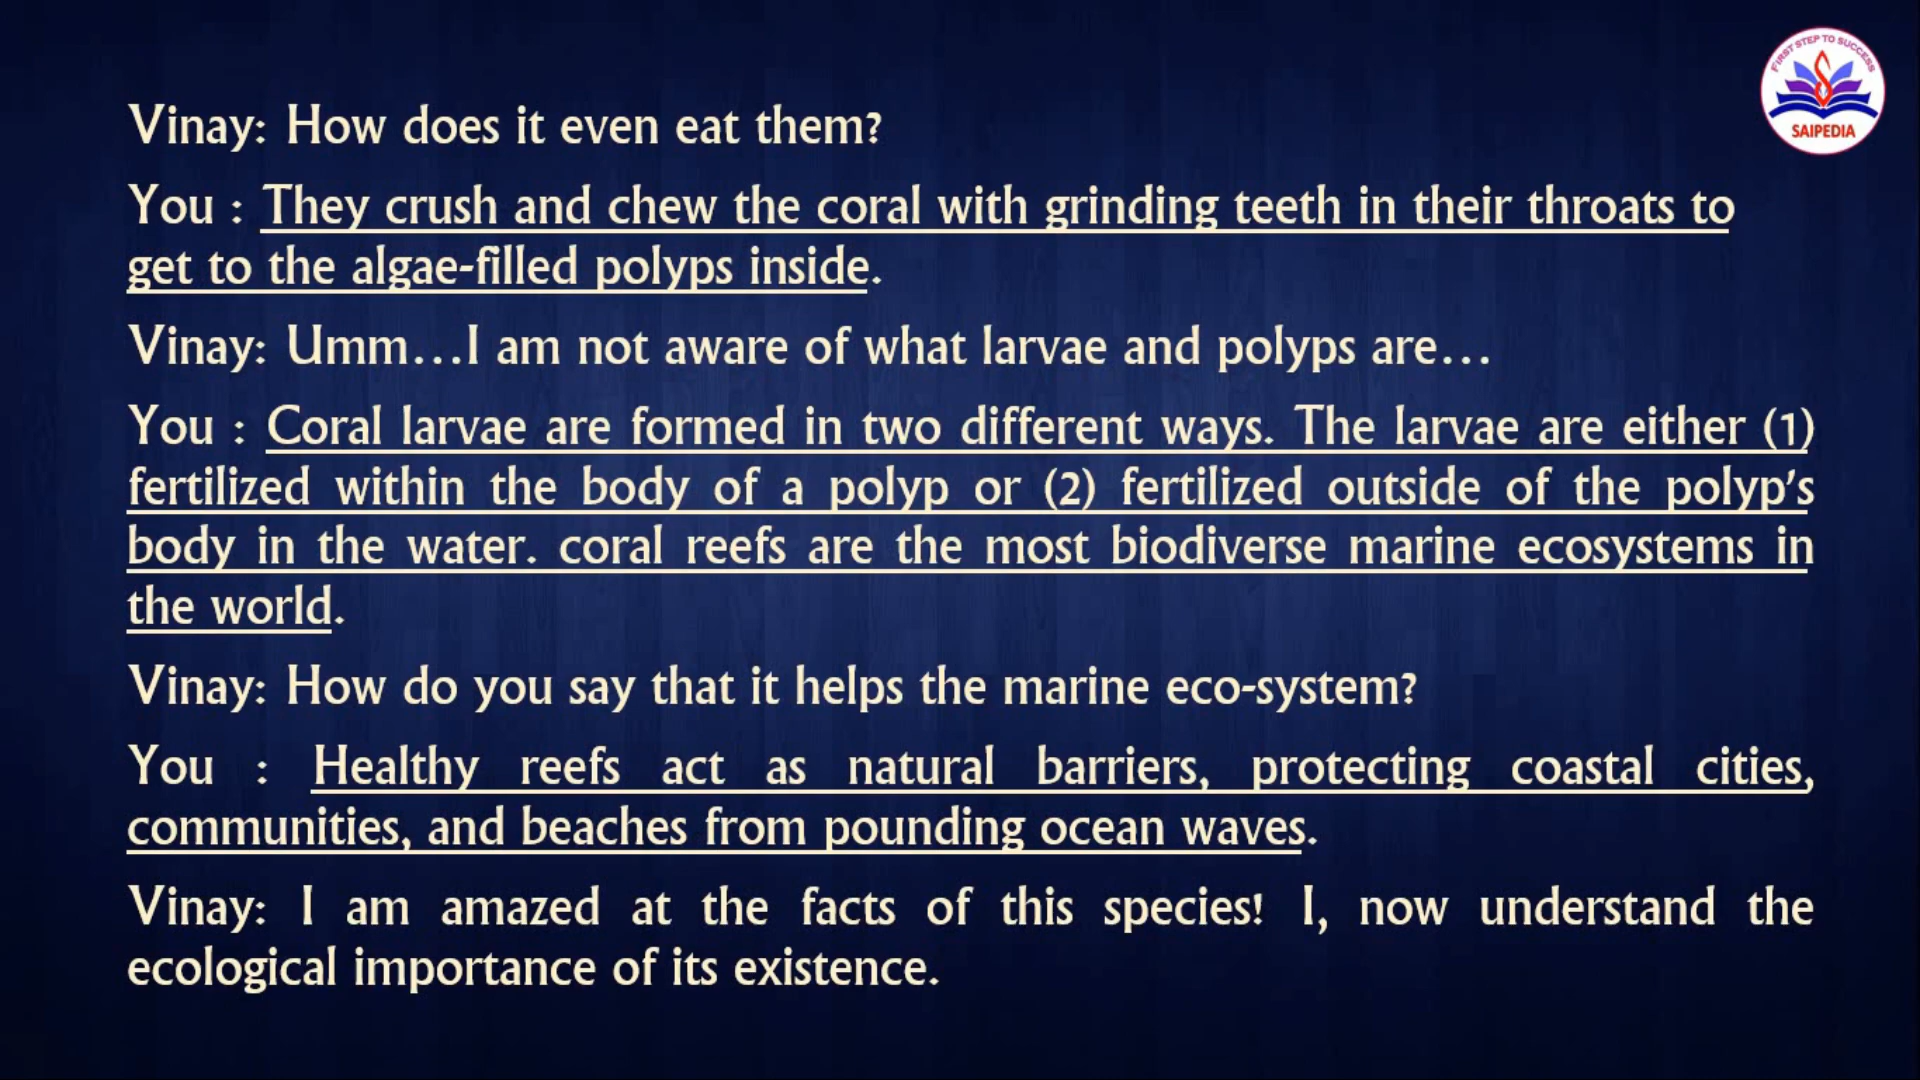 FIRST STEP TO SUCCESS
SAIPEDIA
Vinay: How does it even eat them?
You : They crush and chew the coral with grinding teeth in their throats to
get to the algae-filled polyps inside.
Vinay: Umm...I am not aware of what larvae and polyps are...
You : Coral larvae are formed in two different ways. The larvae are either (1)
fertilized within the body of a polyp or (2) fertilized outside of the polyp's
body in the water. coral reefs are the most biodiverse marine ecosystems in
the world.
Vinay: How do you say that it helps the marine eco-system?
You : Healthy reefs act as natural barriers, protecting coastal cities,
communities, and beaches from pounding ocean waves.
Vinay: I am amazed at the facts of this species! I, now understand the
ecological importance of its existence.